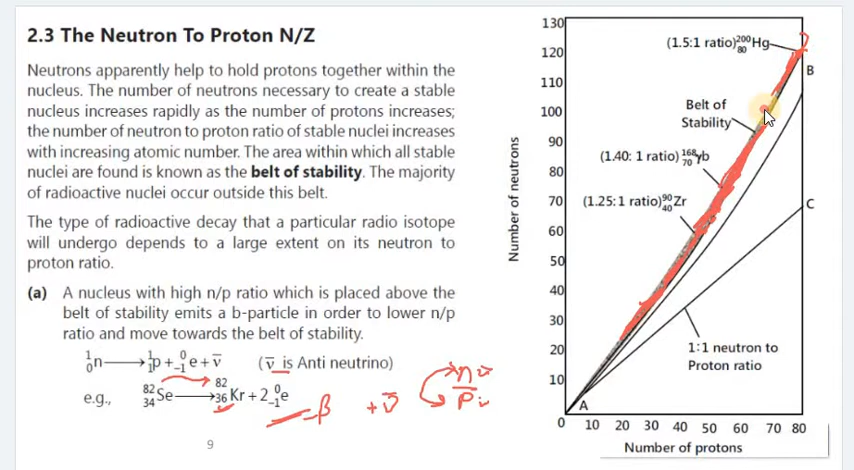 2.3 The Neutron To Proton N/Z
Neutrons apparently help to hold protons together within the
nucleus. The number of neutrons necessary to create a stable
nucleus increases rapidly as the number of protons increases;
the number of neutron to proton ratio of stable nuclei increases
with increasing atomic number. The area within which all stable
nuclei are found is known as the belt of stability. The majority
of radioactive nuclei occur outside this belt.
The type of radioactive decay that a particular radio isotope
will undergo depends to a large extent on its neutron to
proton ratio.
(a) A nucleus with high n/p ratio which is placed above the
belt of stability emits a b-particle in order to lower n/p
ratio and move towards the belt of stability.
¹₀n ⟶ ¹₁p + ⁰₋₁e + ν̄ (ν̄ is Anti neutrino)
e.g., ⁸²₃₄Se ⟶ ⁸²₃₆Kr + 2 ⁰₋₁e
β + ν̄
n
p
9
130
120
110
100
90
80
70
60
50
40
30
20
10
0 10 20 30 40 50 60 70 80
Number of neutrons
Number of protons
(1.5:1 ratio) ²⁰⁰₈₀Hg
B
Belt of
Stability
(1.40: 1 ratio) ¹⁶⁸₇₀yb
(1.25:1 ratio) ⁹⁰₄₀Zr
C
1:1 neutron to
Proton ratio
A